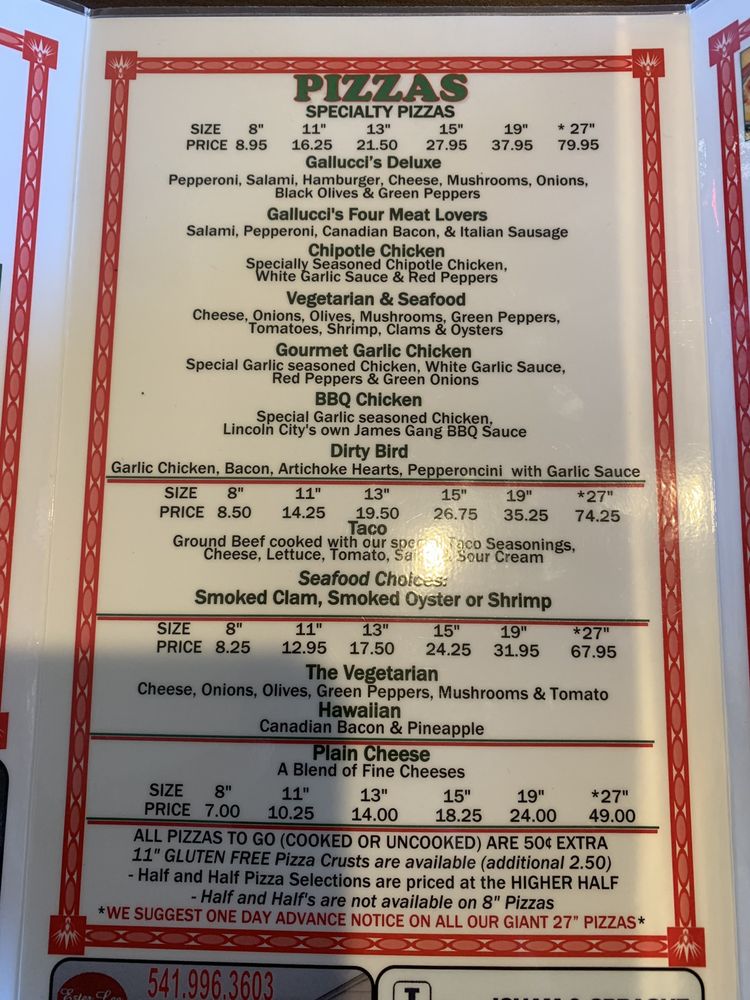 PIZZAS
SPECIALTY PIZZAS
SIZE 8" 11" 13" 15" 19" * 27"
PRICE 8.95 16.25 21.50 27.95 37.95 79.95
Gallucci's Deluxe
Pepperoni, Salami, Hamburger, Cheese, Mushrooms, Onions,
Black Olives & Green Peppers
Gallucci's Four Meat Lovers
Salami, Pepperoni, Canadian Bacon, & Italian Sausage
Chipotle Chicken
Specially Seasoned Chipotle Chicken,
White Garlic Sauce & Red Peppers
Vegetarian & Seafood
Cheese, Onions, Olives, Mushrooms, Green Peppers,
Tomatoes, Shrimp, Clams & Oysters
Gourmet Garlic Chicken
Special Garlic seasoned Chicken, White Garlic Sauce,
Red Peppers & Green Onions
BBQ Chicken
Special Garlic seasoned Chicken,
Lincoln City's own James Gang BBQ Sauce
Dirty Bird
Garlic Chicken, Bacon, Artichoke Hearts, Pepperoncini with Garlic Sauce
SIZE 8" 11" 13" 15" 19" *27"
PRICE 8.50 14.25 19.50 26.75 35.25 74.25
Taco
Ground Beef cooked with our special Taco Seasonings,
Cheese, Lettuce, Tomato, & Sour Cream
Seafood Choices:
Smoked Clam, Smoked Oyster or Shrimp
SIZE 8" 11" 13" 15" 19" *27"
PRICE 8.25 12.95 17.50 24.25 31.95 67.95
The Vegetarian
Cheese, Onions, Olives, Green Peppers, Mushrooms & Tomato
Hawaiian
Canadian Bacon & Pineapple
Plain Cheese
A Blend of Fine Cheeses
SIZE 8" 11" 13" 15" 19" *27"
PRICE 7.00 10.25 14.00 18.25 24.00 49.00
ALL PIZZAS TO GO (COOKED OR UNCOOKED) ARE 50¢ EXTRA
11" GLUTEN FREE Pizza Crusts are available (additional 2.50)
- Half and Half Pizza Selections are priced at the HIGHER HALF
- Half and Half's are not available on 8" Pizzas
*WE SUGGEST ONE DAY ADVANCE NOTICE ON ALL OUR GIANT 27" PIZZAS*
541.996.3603